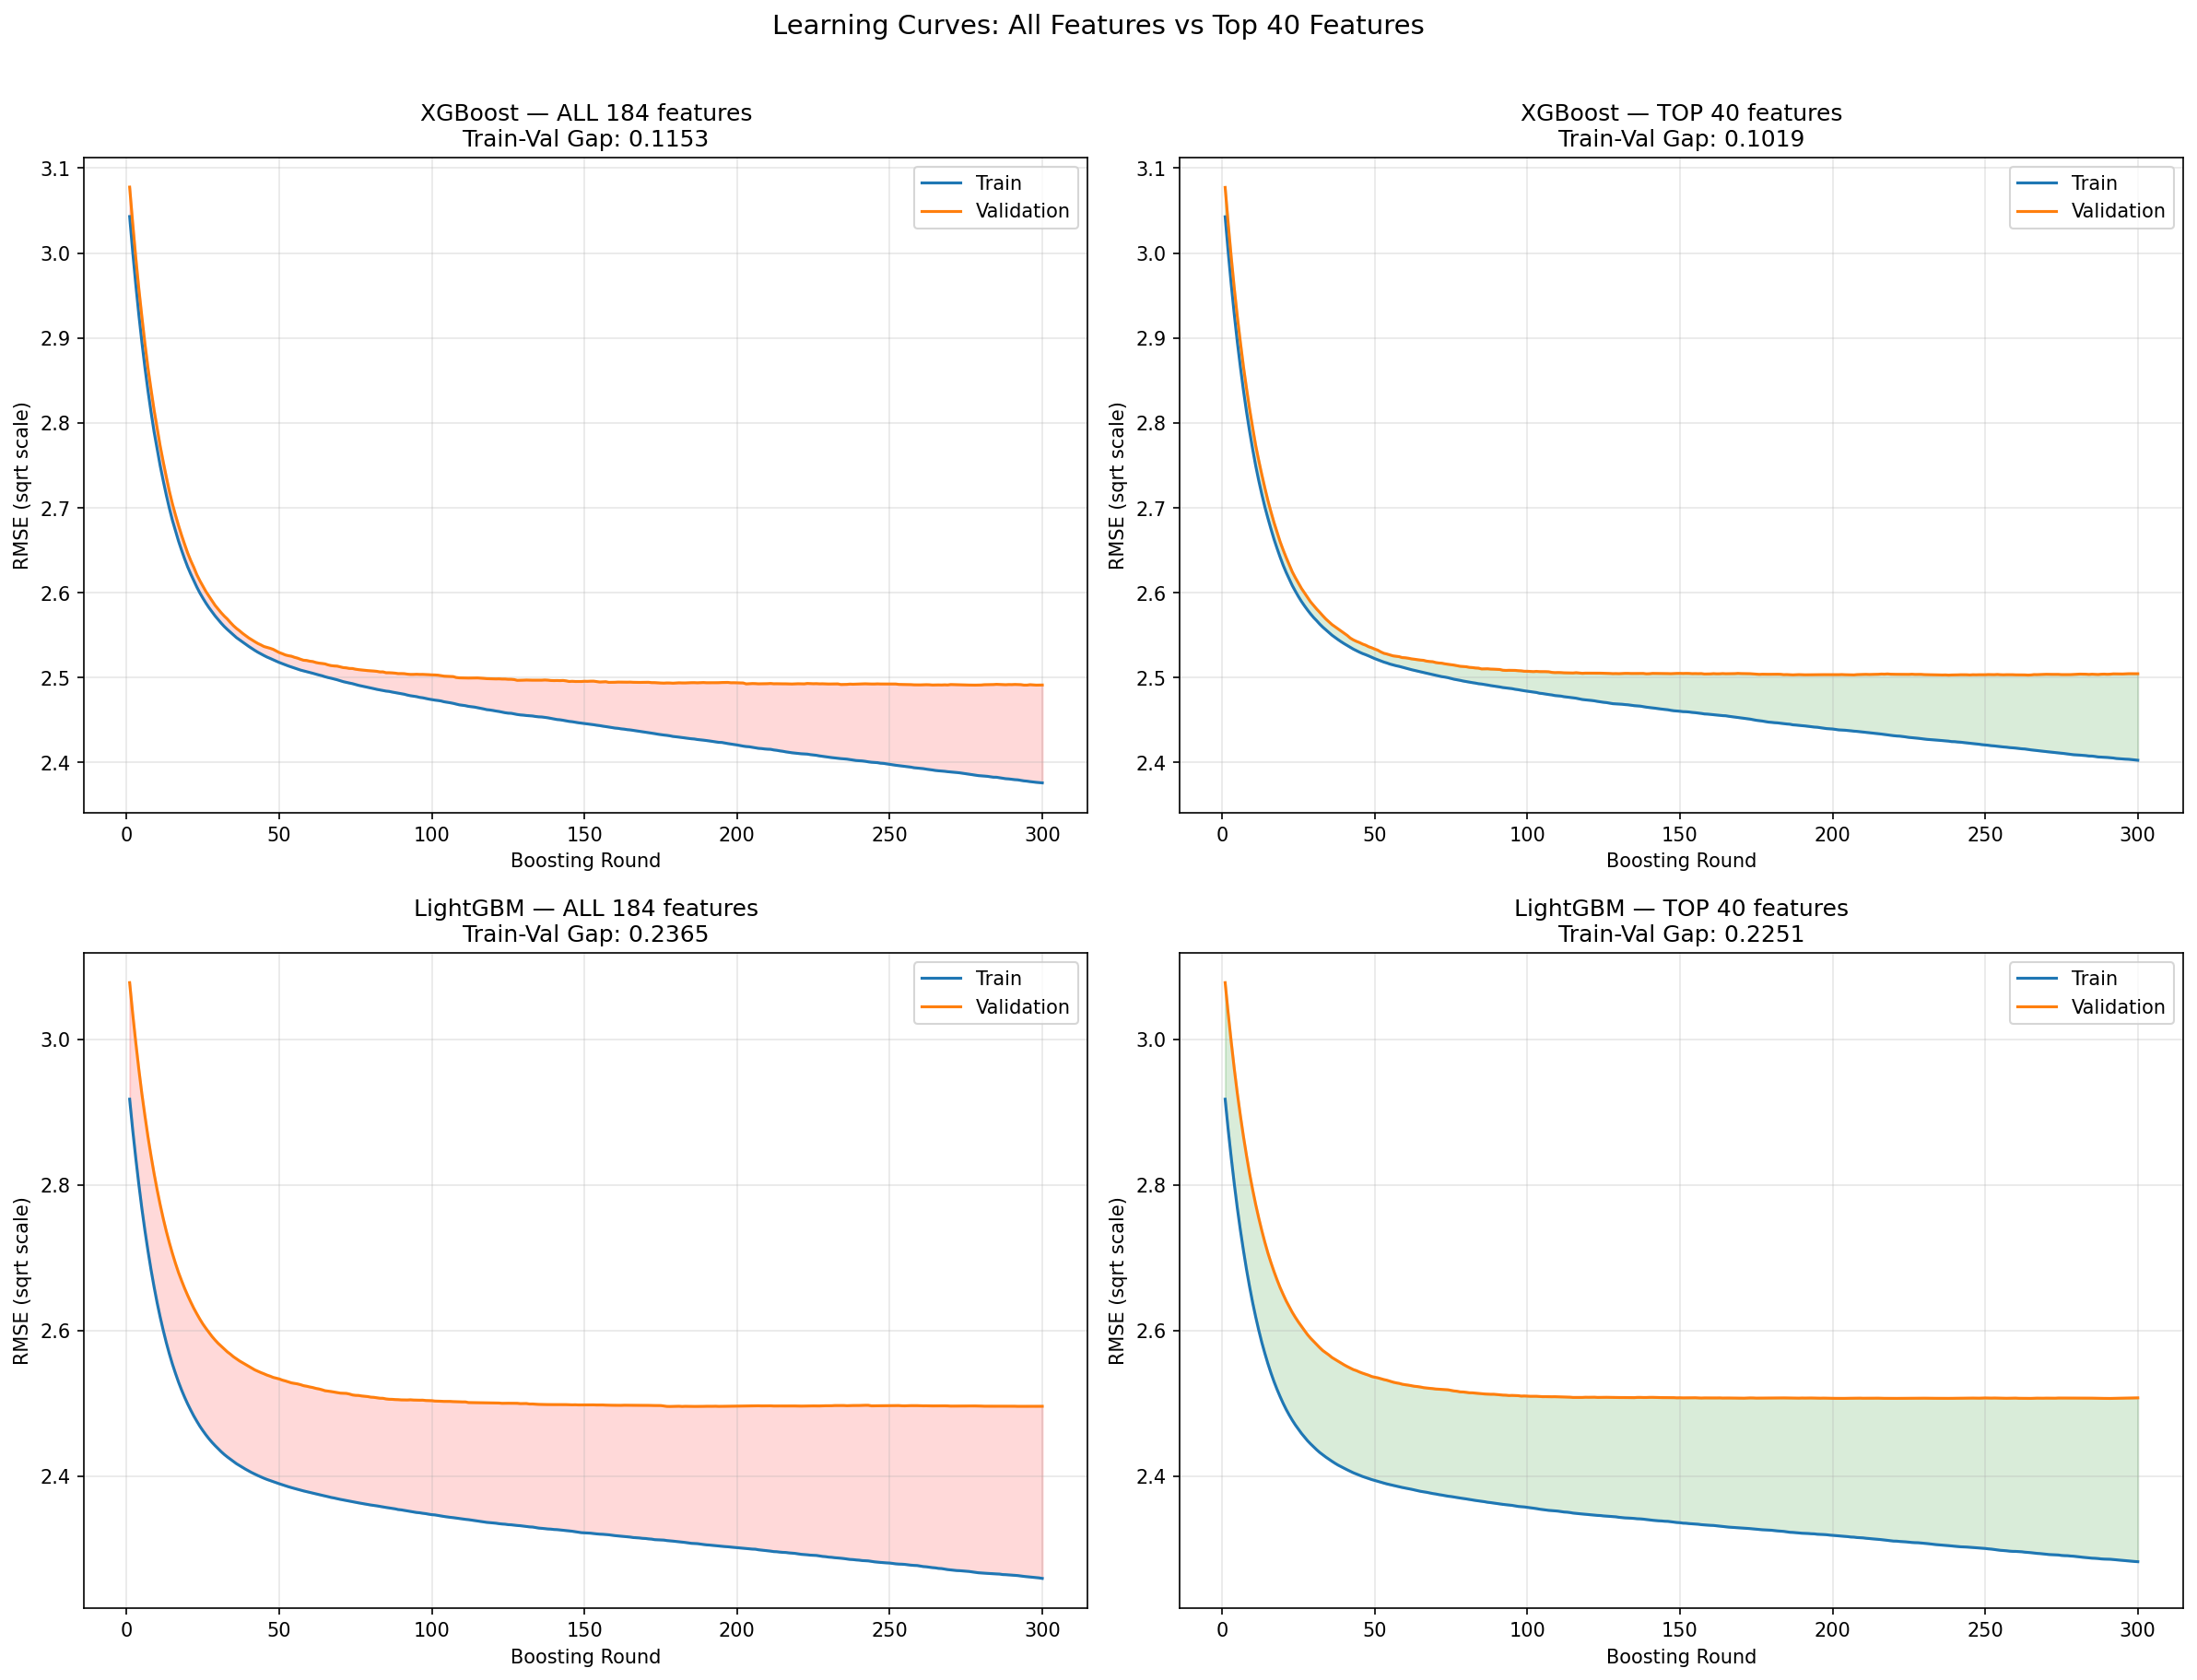 Learning Curves: All Features vs Top 40 Features
XGBoost — ALL 184 features
Train-Val Gap: 0.1153
Train
Validation
RMSE (sqrt scale)
3.1
3.0
2.9
2.8
2.7
2.6
2.5
2.4
0 50 100 150 200 250 300
Boosting Round
XGBoost — TOP 40 features
Train-Val Gap: 0.1019
Train
Validation
RMSE (sqrt scale)
3.1
3.0
2.9
2.8
2.7
2.6
2.5
2.4
0 50 100 150 200 250 300
Boosting Round
LightGBM — ALL 184 features
Train-Val Gap: 0.2365
Train
Validation
RMSE (sqrt scale)
3.0
2.8
2.6
2.4
0 50 100 150 200 250 300
Boosting Round
LightGBM — TOP 40 features
Train-Val Gap: 0.2251
Train
Validation
RMSE (sqrt scale)
3.0
2.8
2.6
2.4
0 50 100 150 200 250 300
Boosting Round